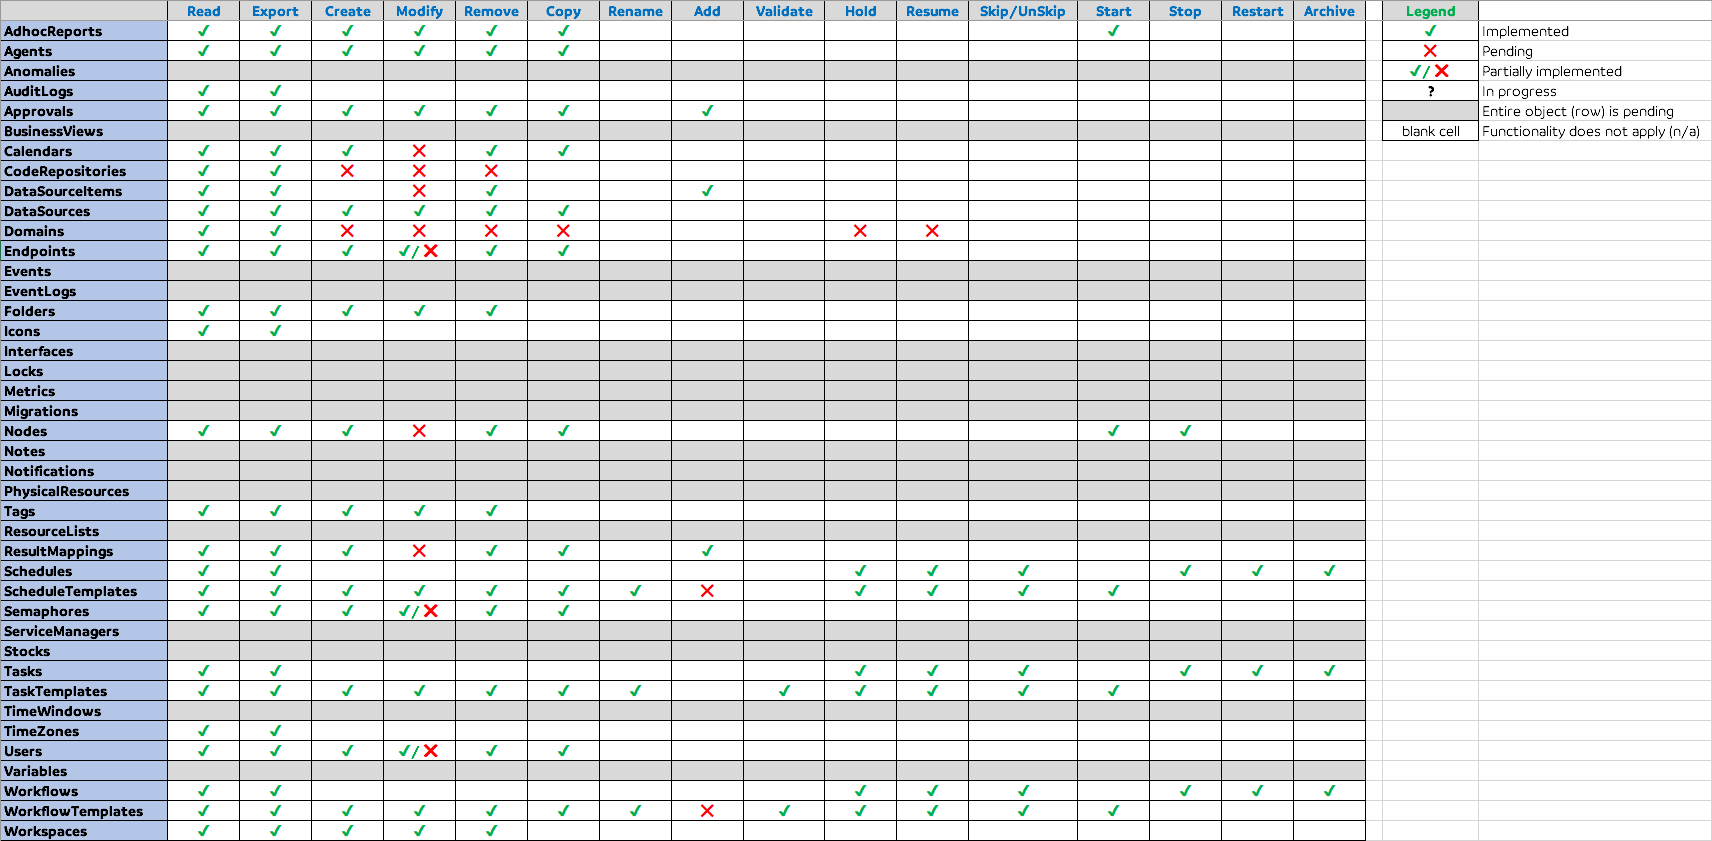 Read Export Create Modify Remove Copy Rename Add Validate Hold Resume Skip/UnSkip Start Stop Restart Archive Legend
AdhocReports ✓ ✓ ✓ ✓ ✓ ✓ ✓ ✓ Implemented
Agents ✓ ✓ ✓ ✓ ✓ ✓ ✕ Pending
Anomalies ✓/✕ Partially implemented
AuditLogs ✓ ✓ ? In progress
Approvals ✓ ✓ ✓ ✓ ✓ ✓ ✓ Entire object (row) is pending
BusinessViews blank cell Functionality does not apply (n/a)
Calendars ✓ ✓ ✓ ✕ ✓ ✓
CodeRepositories ✓ ✓ ✕ ✕ ✕
DataSourceItems ✓ ✓ ✕ ✓ ✓
DataSources ✓ ✓ ✓ ✓ ✓ ✓
Domains ✓ ✓ ✕ ✕ ✕ ✕ ✕ ✕
Endpoints ✓ ✓ ✓ ✓/✕ ✓ ✓
Events
EventLogs
Folders ✓ ✓ ✓ ✓ ✓
Icons ✓ ✓
Interfaces
Locks
Metrics
Migrations
Nodes ✓ ✓ ✓ ✕ ✓ ✓ ✓ ✓
Notes
Notifications
PhysicalResources
Tags ✓ ✓ ✓ ✓ ✓
ResourceLists
ResultMappings ✓ ✓ ✓ ✕ ✓ ✓ ✓
Schedules ✓ ✓ ✓ ✓ ✓ ✓ ✓ ✓
ScheduleTemplates ✓ ✓ ✓ ✓ ✓ ✓ ✓ ✕ ✓ ✓ ✓ ✓
Semaphores ✓ ✓ ✓ ✓/✕ ✓ ✓
ServiceManagers
Stocks
Tasks ✓ ✓ ✓ ✓ ✓ ✓ ✓ ✓
TaskTemplates ✓ ✓ ✓ ✓ ✓ ✓ ✓ ✓ ✓ ✓ ✓ ✓
TimeWindows
TimeZones ✓ ✓
Users ✓ ✓ ✓ ✓/✕ ✓ ✓
Variables
Workflows ✓ ✓ ✓ ✓ ✓ ✓ ✓ ✓
WorkflowTemplates ✓ ✓ ✓ ✓ ✓ ✓ ✓ ✕ ✓ ✓ ✓ ✓ ✓
Workspaces ✓ ✓ ✓ ✓ ✓